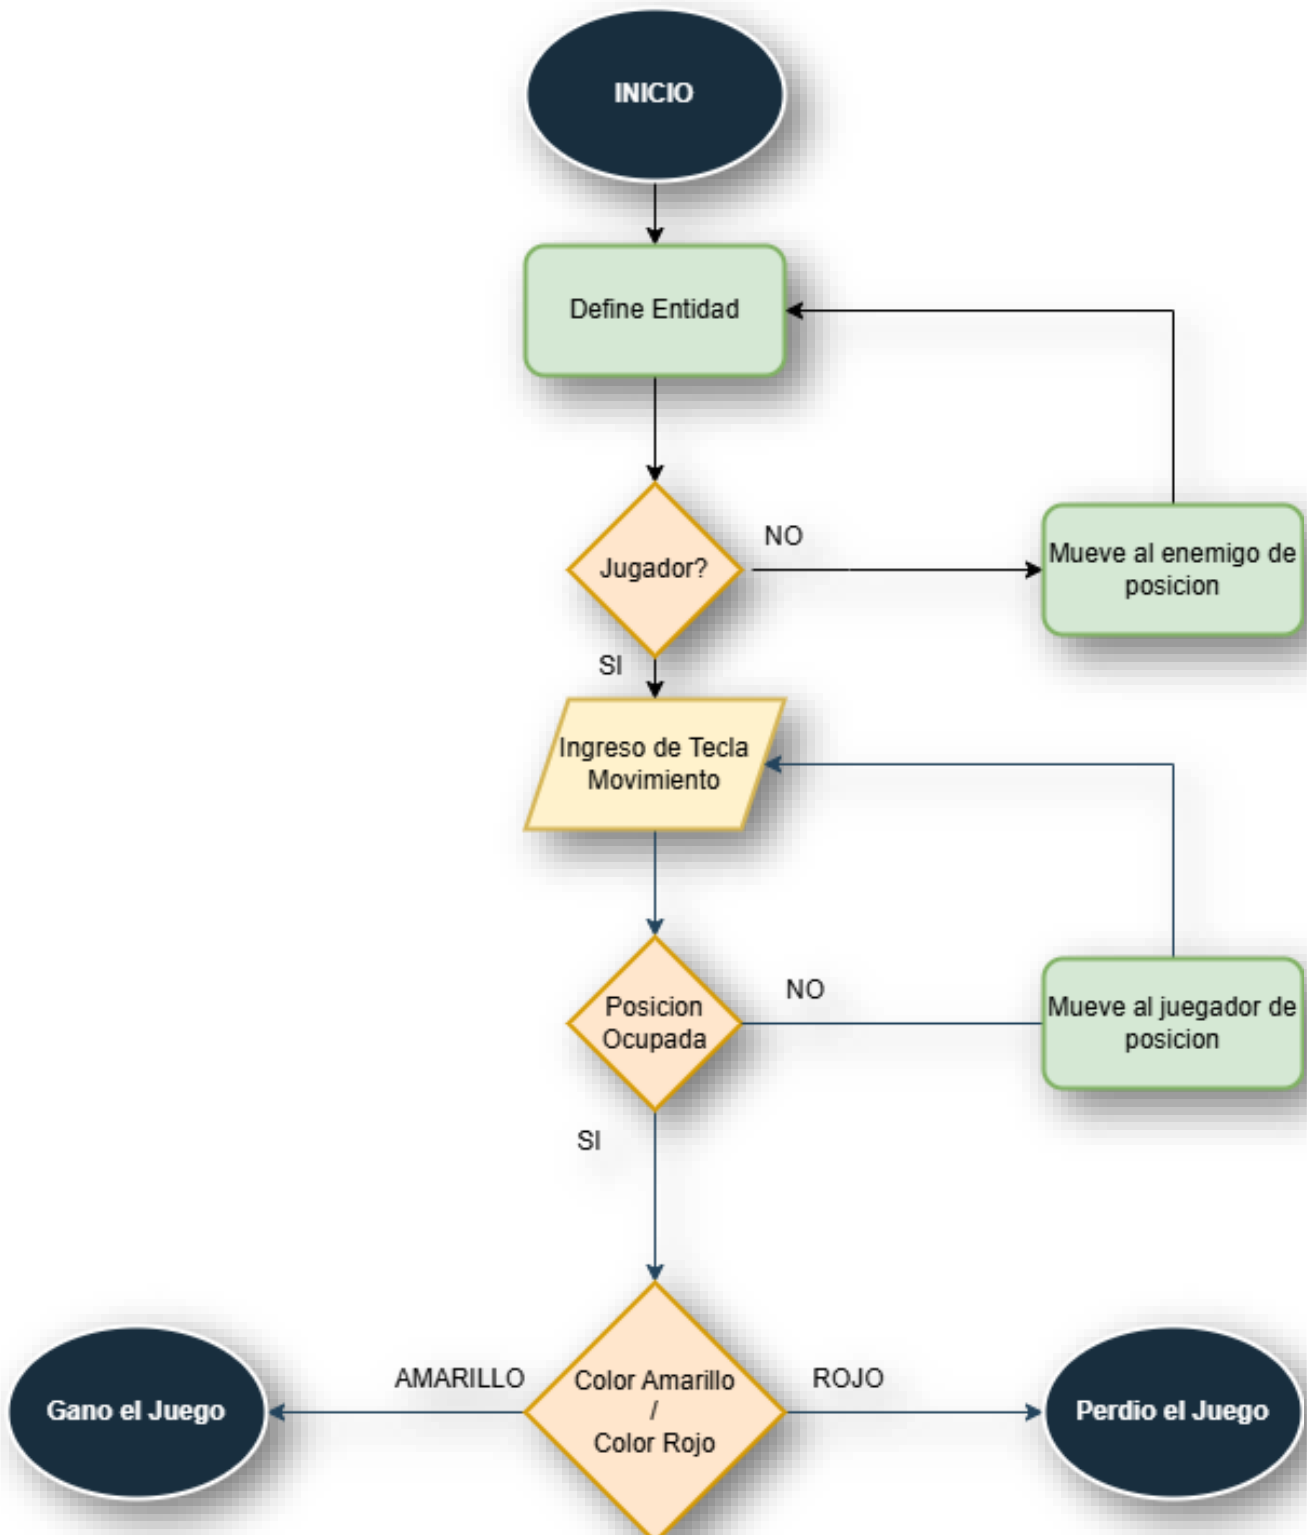 INICIO
Define Entidad
Jugador?
NO
Mueve al enemigo de
posicion
SI
Ingreso de Tecla
Movimiento
Posicion
Ocupada
NO
Mueve al juegador de
posicion
SI
Color Amarillo
/
Color Rojo
AMARILLO
Gano el Juego
ROJO
Perdio el Juego